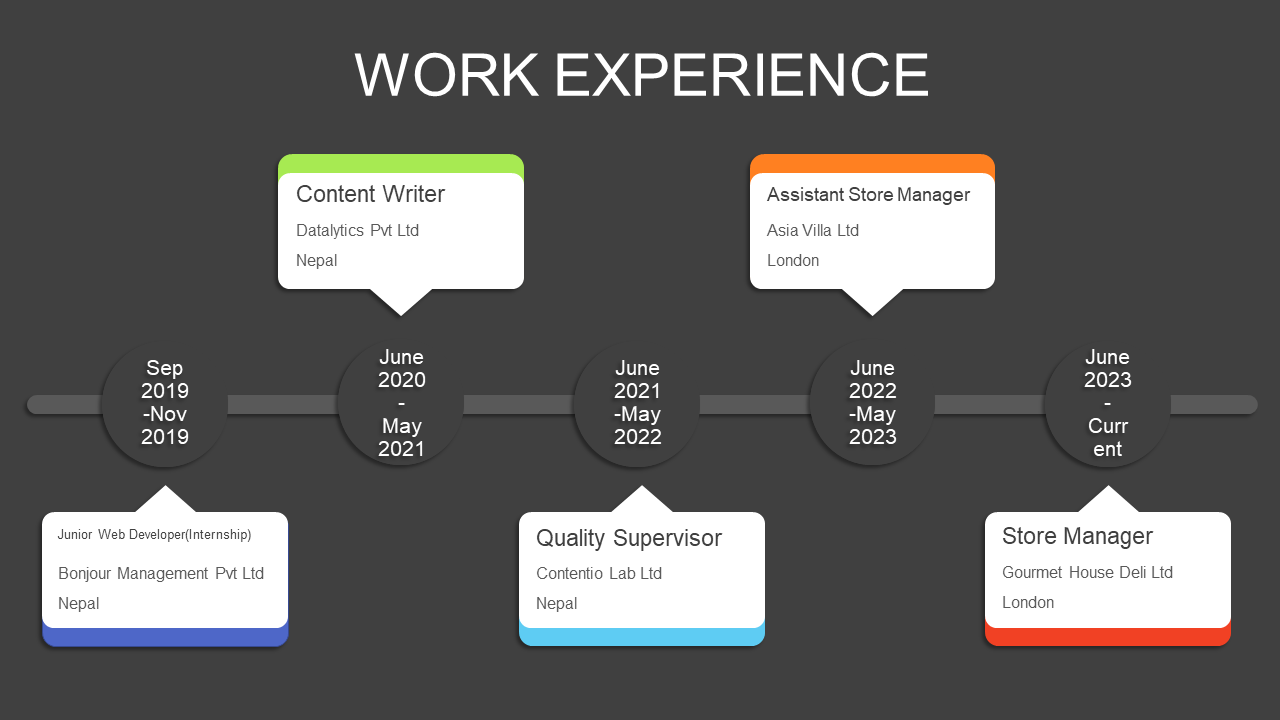 WORK EXPERIENCE
Content Writer
Datalytics Pvt Ltd
Nepal
Assistant Store Manager
Asia Villa Ltd
London
Sep
2019
-Nov
2019
June
2020
-
May
2021
June
2021
-May
2022
June
2022
-May
2023
June
2023
-
Curr
ent
Junior Web Developer(Internship)
Bonjour Management Pvt Ltd
Nepal
Quality Supervisor
Contentio Lab Ltd
Nepal
Store Manager
Gourmet House Deli Ltd
London